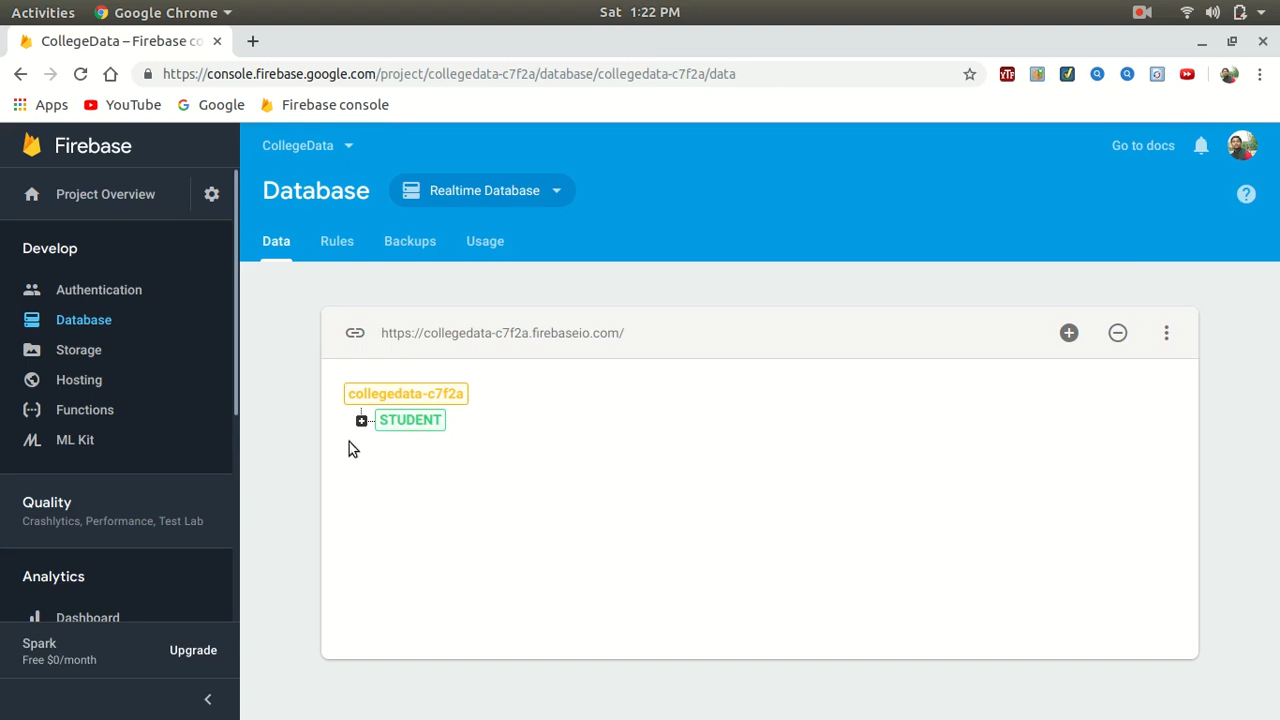 Activities Google Chrome Sat 1:22 PM
CollegeData – Firebase co
https://console.firebase.google.com/project/collegedata-c7f2a/database/collegedata-c7f2a/data
YTF
Apps YouTube Google Firebase console
Firebase
CollegeData
Go to docs
Project Overview
Database
Realtime Database
Data Rules Backups Usage
Develop
Authentication
Database
Storage
Hosting
Functions
ML Kit
Quality
Crashlytics, Performance, Test Lab
Analytics
Dashboard
Spark
Free $0/month
Upgrade
https://collegedata-c7f2a.firebaseio.com/
collegedata-c7f2a
STUDENT